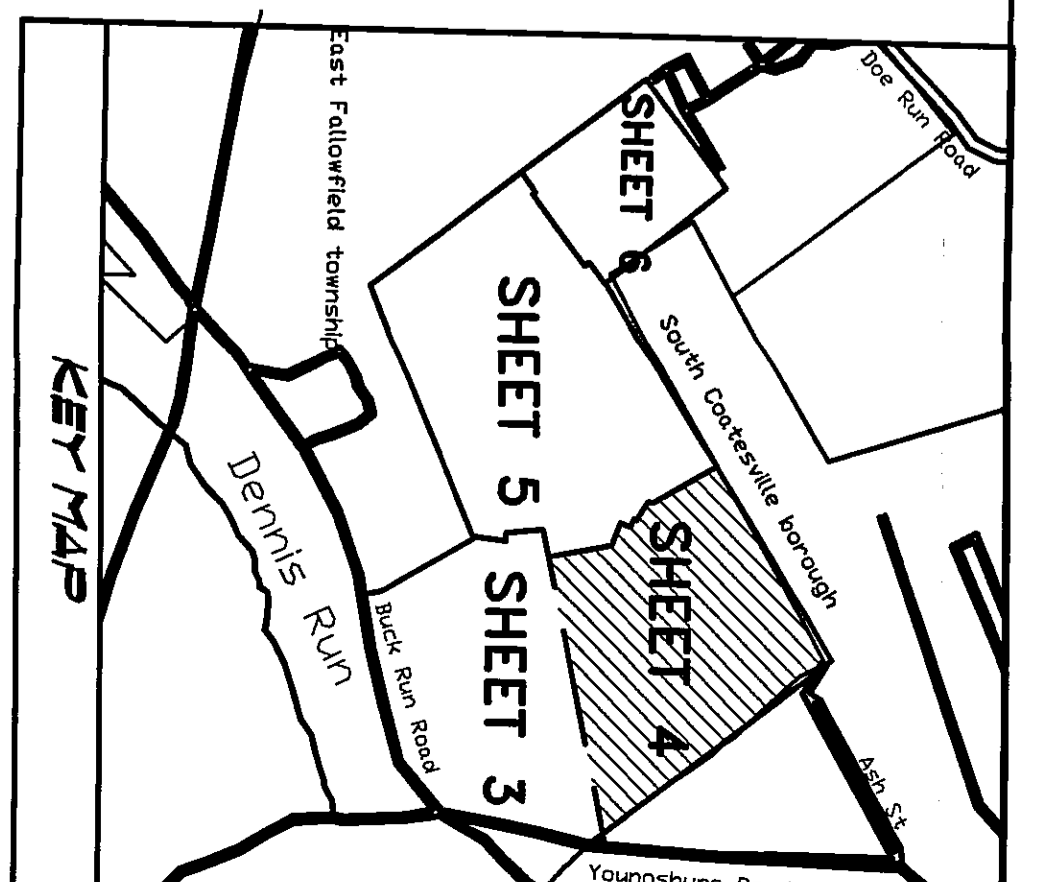 Doe Run Road
East Fallowfield township
SHEET 6
South Coatesville borough
SHEET 5
SHEET 4
SHEET 3
Dennis Run
Buck Run Road
Ash St
KEY MAP